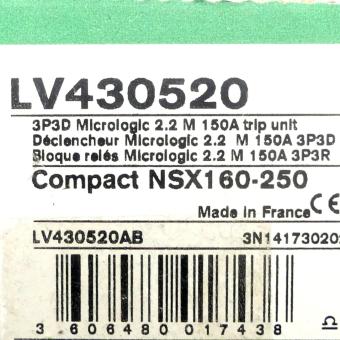 LV430520
3P3D Micrologic 2.2 M 150A trip unit
Déclencheur Micrologic 2.2 M 150A 3P3D
Bloque relés Micrologic 2.2 M 150A 3P3R
Compact NSX160-250
Made in France CE
LV430520AB 3N14173020
3 606480 017438